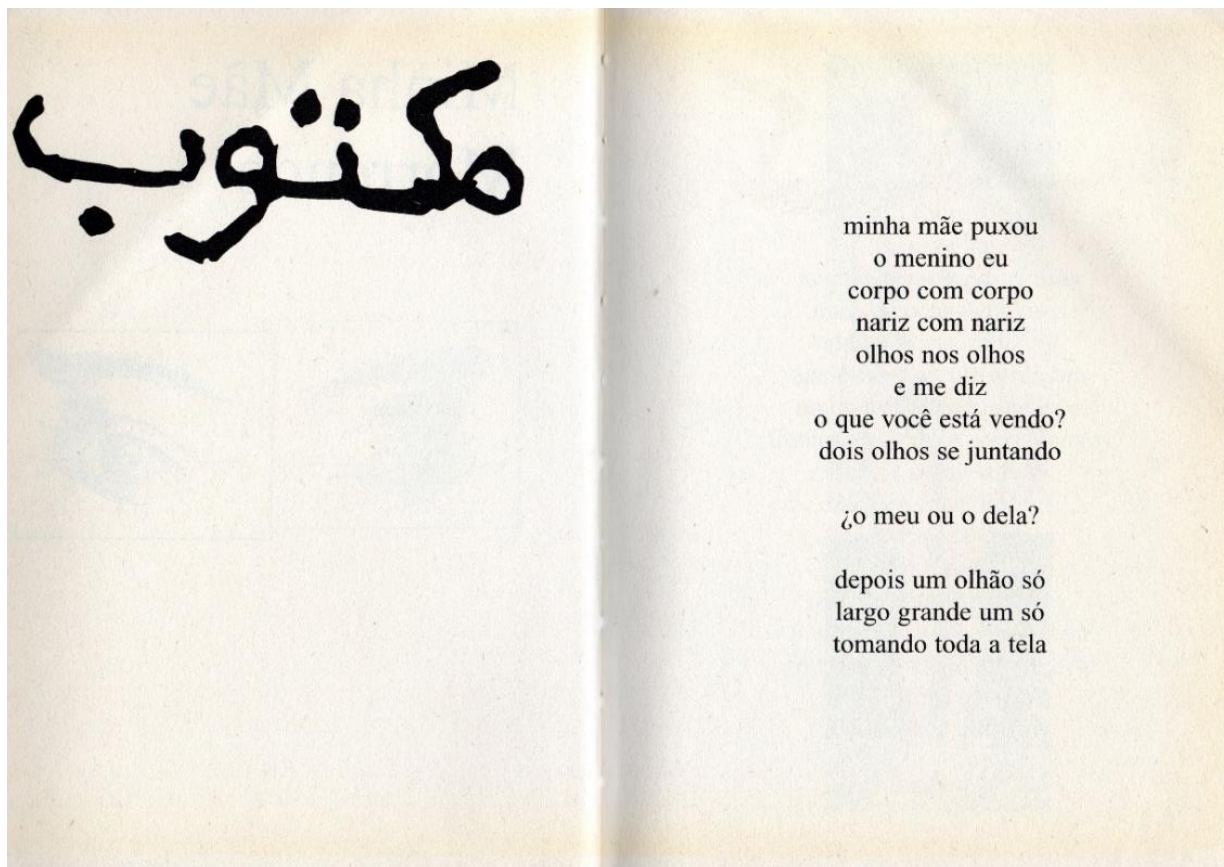 مكتوب
minha mãe puxou
o menino eu
corpo com corpo
nariz com nariz
olhos nos olhos
e me diz
o que você está vendo?
dois olhos se juntando
¿o meu ou o dela?
depois um olhão só
largo grande um só
tomando toda a tela